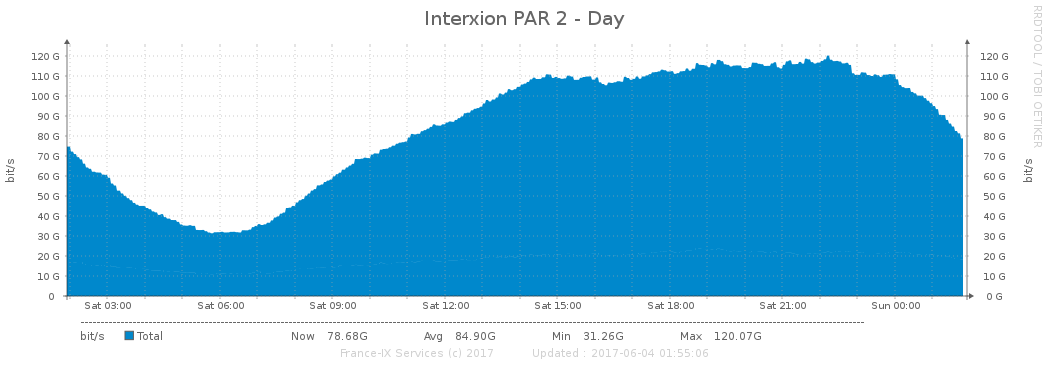 Interxion PAR 2 - Day
RRDTOOL / TOBI OETIKER
bit/s
120 G 120 G
110 G 110 G
100 G 100 G
90 G 90 G
80 G 80 G
70 G 70 G
60 G 60 G
50 G 50 G
40 G 40 G
30 G 30 G
20 G 20 G
10 G 10 G
0 0 G
bit/s
Sat 03:00 Sat 06:00 Sat 09:00 Sat 12:00 Sat 15:00 Sat 18:00 Sat 21:00 Sun 00:00
bit/s Total Now 78.68G Avg 84.90G Min 31.26G Max 120.07G
France-IX Services (c) 2017 Updated : 2017-06-04 01:55:06